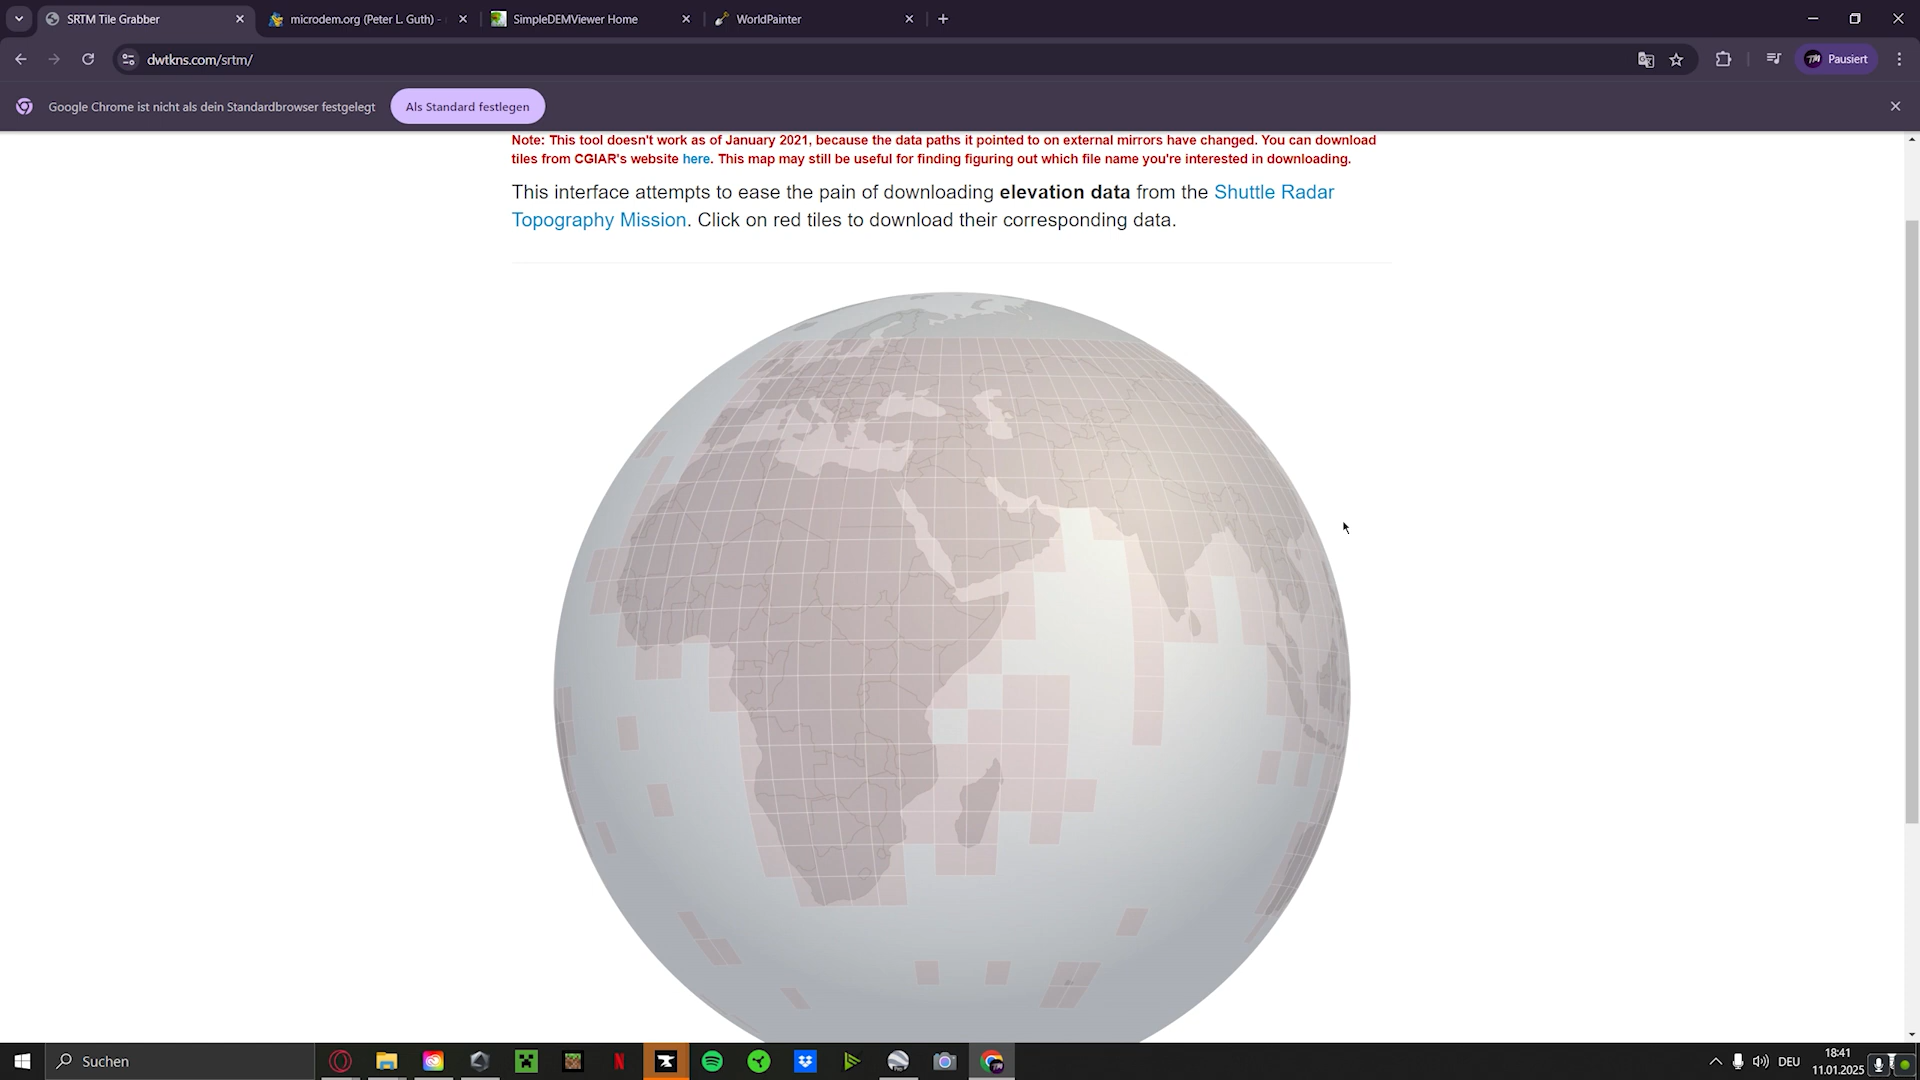 SRTM Tile Grabber
microdem.org (Peter L. Guth) -
SimpleDEMViewer Home
WorldPainter
dwtkns.com/srtm/
Pausiert
Google Chrome ist nicht als dein Standardbrowser festgelegt
Als Standard festlegen
Note: This tool doesn't work as of January 2021, because the data paths it pointed to on external mirrors have changed. You can download
tiles from CGIAR's website here. This map may still be useful for finding figuring out which file name you're interested in downloading.
This interface attempts to ease the pain of downloading elevation data from the Shuttle Radar
Topography Mission. Click on red tiles to download their corresponding data.
Suchen
DEU
18:41
11.01.2025